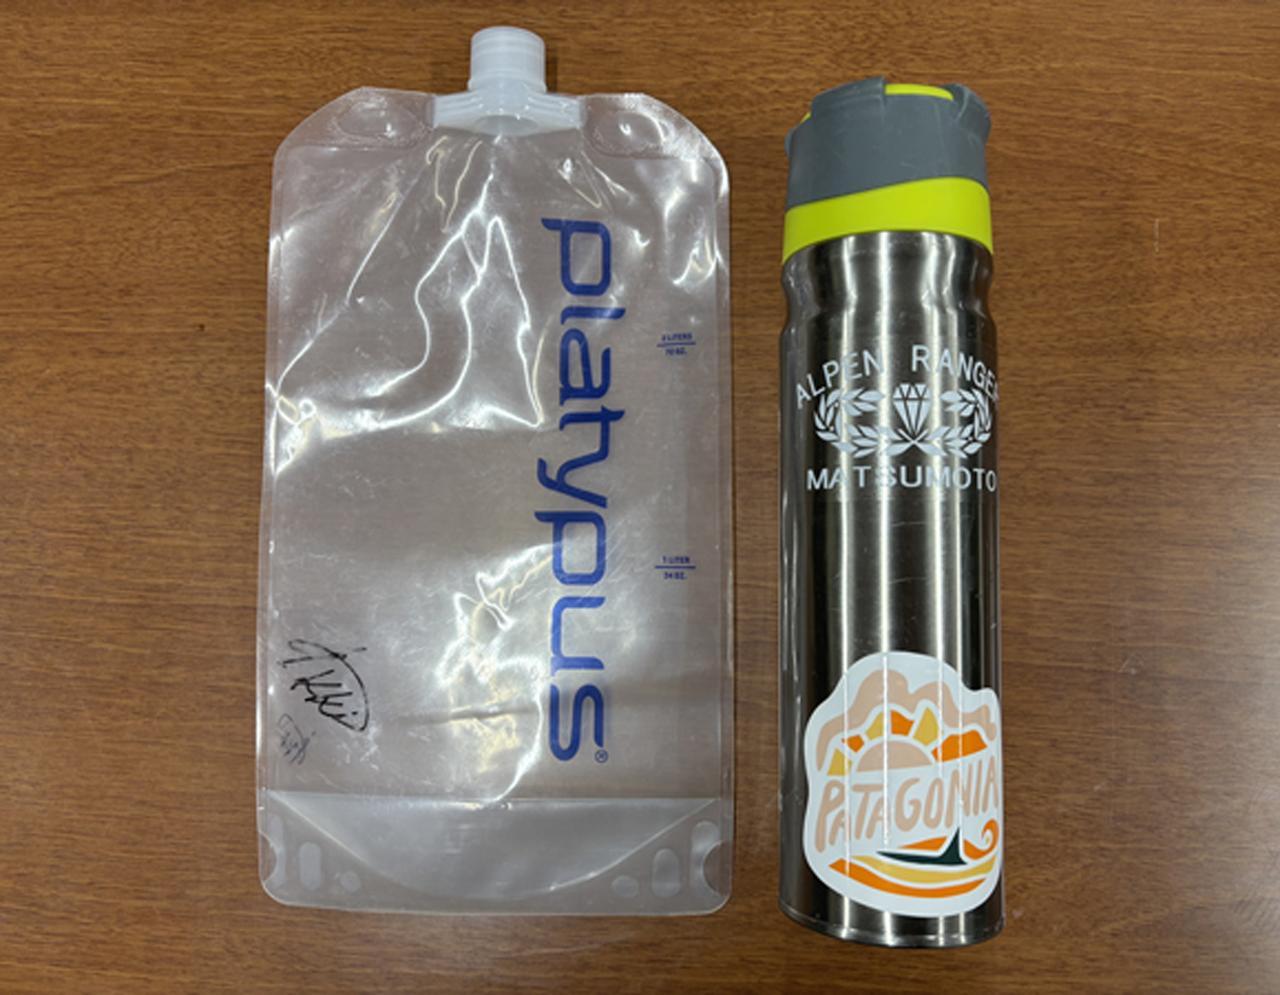 platypus®
2 LITERS
70 OZ.
1 LITER
34 OZ.
ALPEN RANGER
MATSUMOTO
PATAGONIA